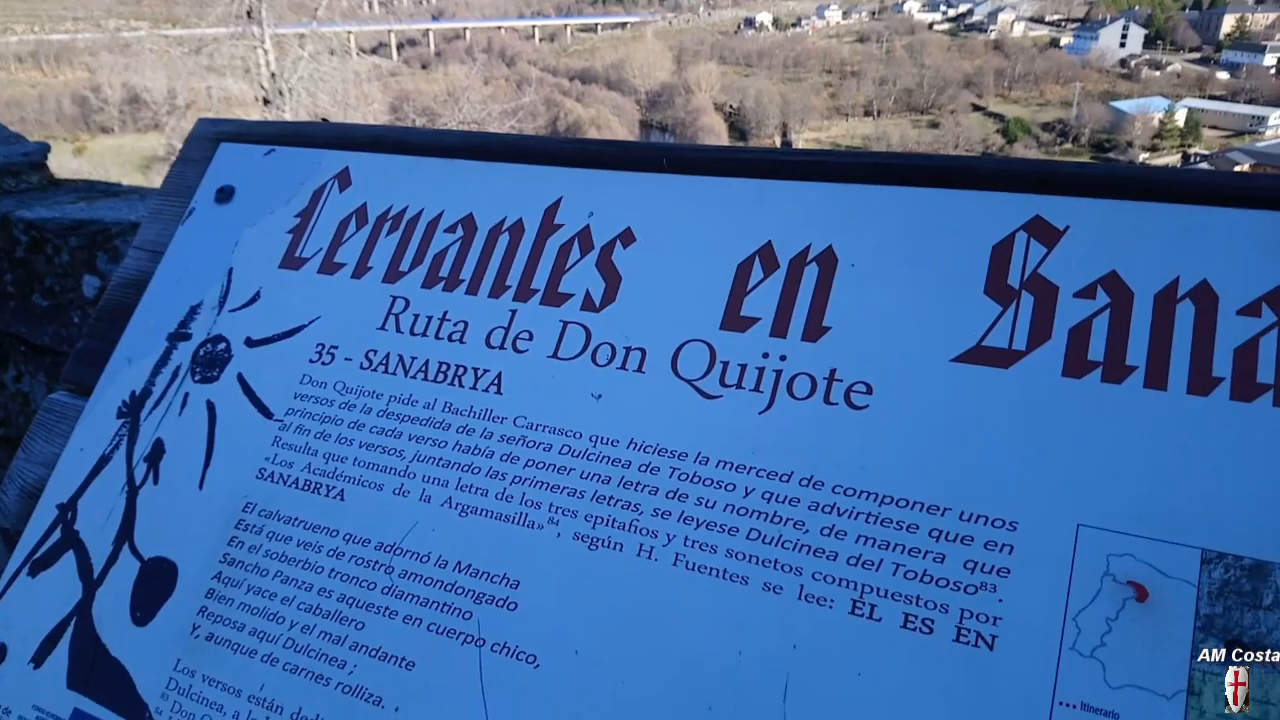 Cervantes en Sana
Ruta de Don Quijote
35 - SANABRYA
Don Quijote pide al Bachiller Carrasco que hiciese la merced de componer unos
versos de la despedida de la señora Dulcinea de Toboso y que advirtiese que en
principio de cada verso había de poner una letra de su nombre, de manera que
al fin de los versos, juntando las primeras letras, se leyese Dulcinea del Toboso⁸³.
Resulta que tomando una letra de los tres epitafios y tres sonetos compuestos por
«Los Académicos de la Argamasilla»⁸⁴, según H. Fuentes se lee: EL ES EN
SANABRYA
El calvatrueno que adornó la Mancha
Está que veis de rostro amondongado
En el soberbio tronco diamantino
Sancho Panza es aqueste en cuerpo chico,
Aquí yace el caballero
Bien molido y el mal andante
Reposa aquí Dulcinea ;
Y, aunque de carnes rolliza.
Los versos están
Dulcinea, a
⁸³ Don
Itinerario
AM Costa